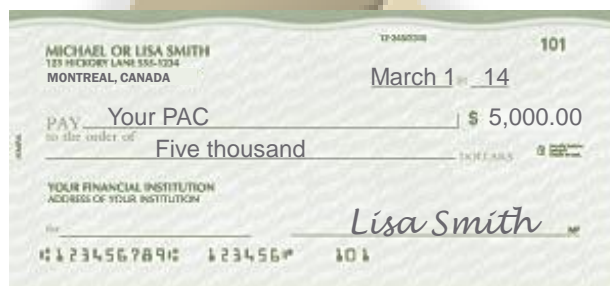 MICHAEL OR LISA SMITH 101
123 HICKORY LANE 555-1234
MONTREAL, CANADA
March 1 14
PAY Your PAC $ 5,000.00
to the order of
Five thousand DOLLARS
YOUR FINANCIAL INSTITUTION
ADDRESS OF YOUR INSTITUTION
Lisa Smith
⑆123456789⑆ 123456⑈ 101